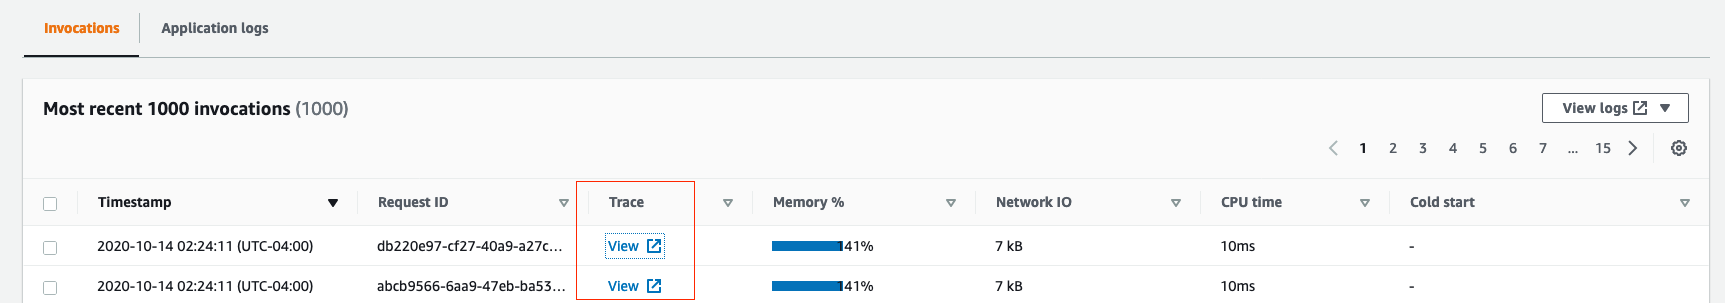 Invocations Application logs
Most recent 1000 invocations (1000)
View logs
1 2 3 4 5 6 7 ... 15
Timestamp Request ID Trace Memory % Network IO CPU time Cold start
2020-10-14 02:24:11 (UTC-04:00) db220e97-cf27-40a9-a27c... View 141% 7 kB 10ms -
2020-10-14 02:24:11 (UTC-04:00) abcb9566-6aa9-47eb-ba53... View 141% 7 kB 10ms -